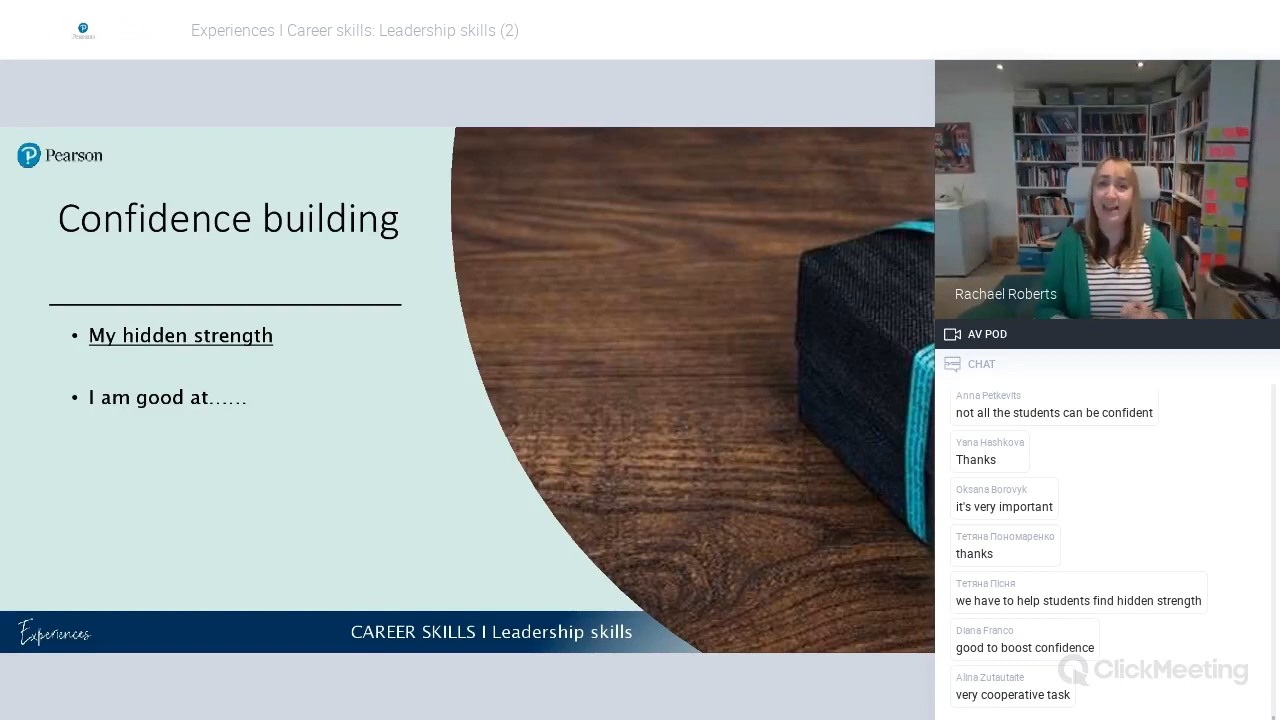 Pearson
Experiences I Career skills: Leadership skills (2)
Pearson
Confidence building
• My hidden strength
• I am good at......
Experiences
CAREER SKILLS I Leadership skills
Rachael Roberts
AV POD
CHAT
Anna Petkevits
not all the students can be confident
Yana Hashkova
Thanks
Oksana Borovyk
it's very important
Тетяна Пономаренко
thanks
Тетяна Пісня
we have to help students find hidden strength
Diana Franco
good to boost confidence
Alina Zutautaite
very cooperative task
ClickMeeting